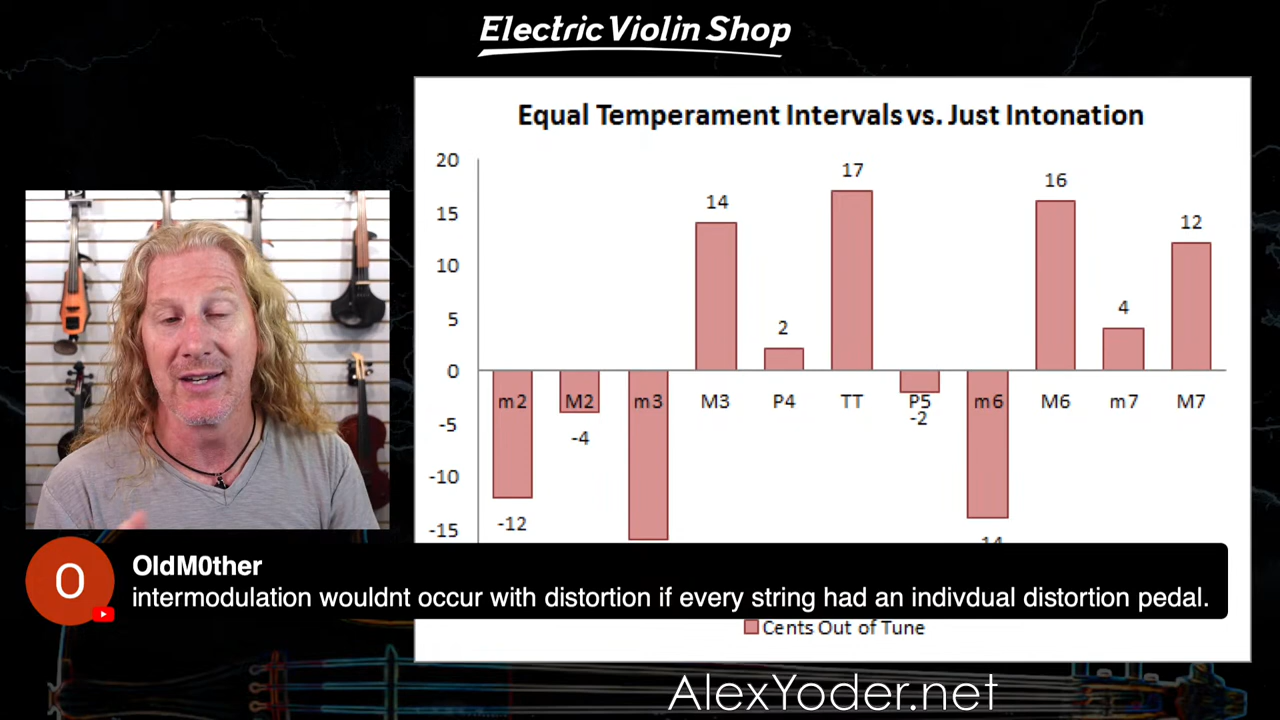 Electric Violin Shop
Equal Temperament Intervals vs. Just Intonation
20
15
10
5
0
-5
-10
-15
14
2
17
16
4
12
m2 M2 m3 M3 P4 TT P5 m6 M6 m7 M7
-2
-4
-12
O
OldM0ther
intermodulation wouldnt occur with distortion if every string had an indivdual distortion pedal.
Cents Out of Tune
AlexYoder.net